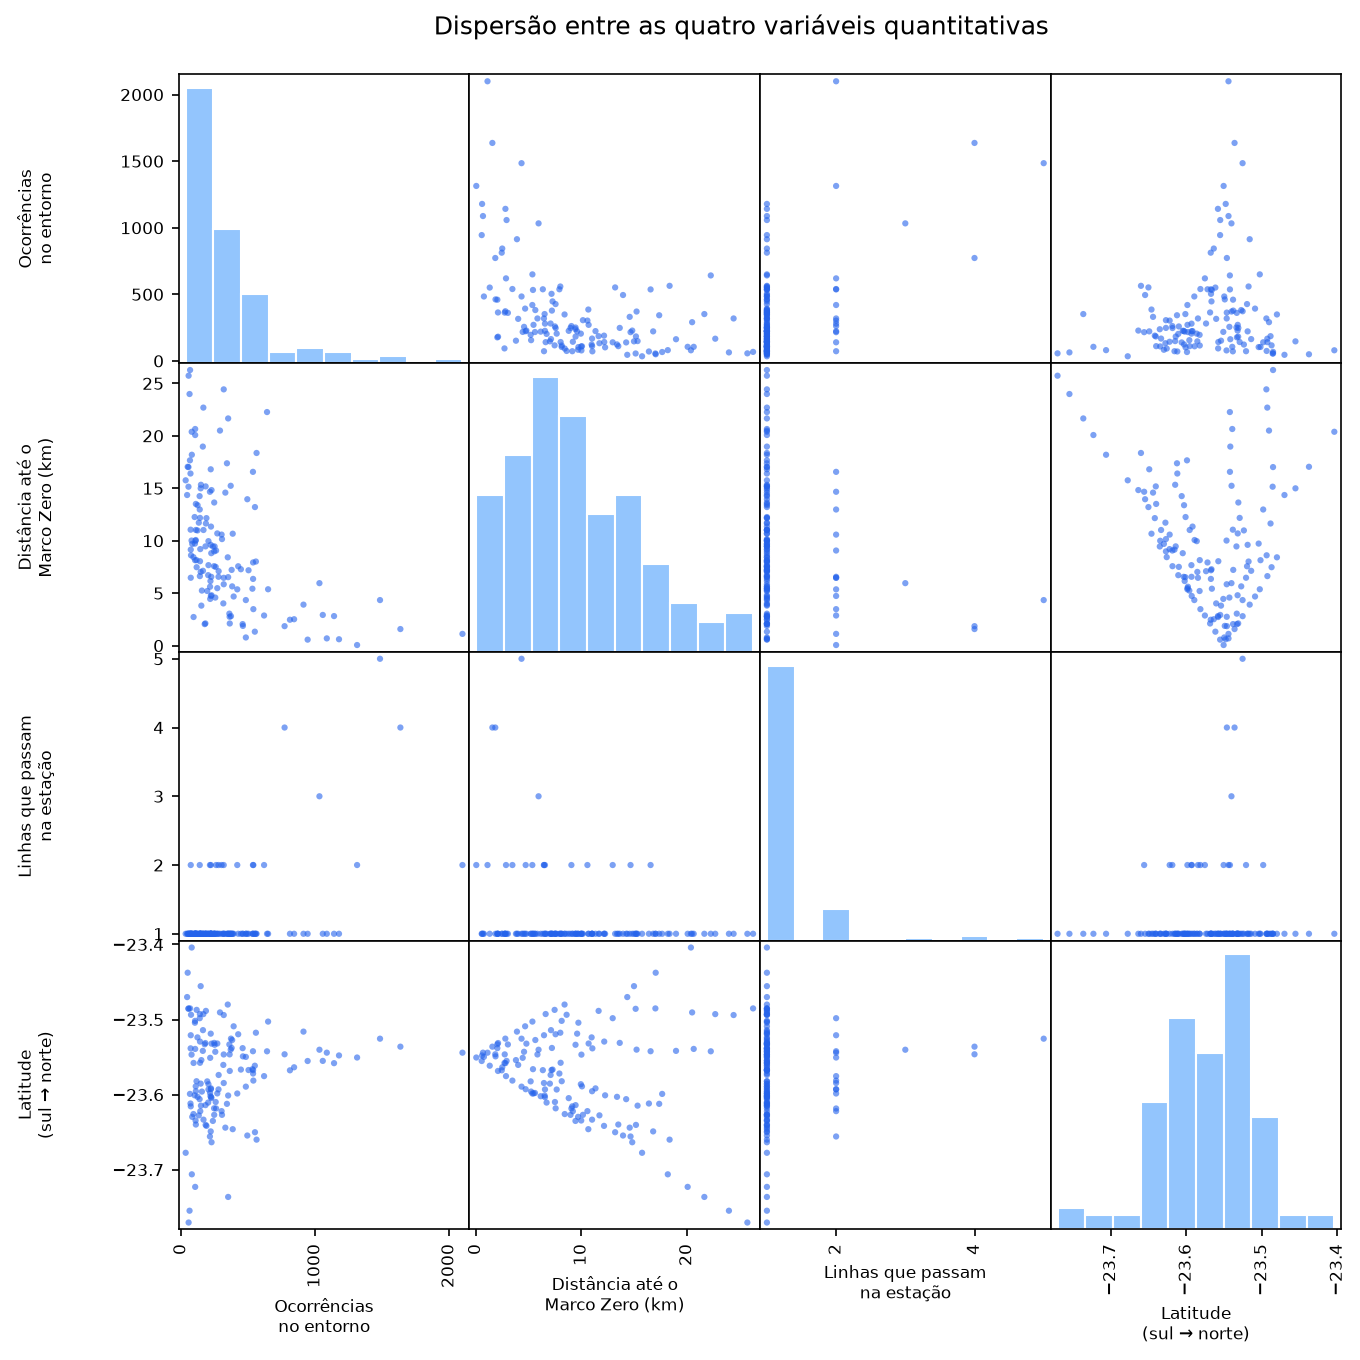 Dispersão entre as quatro variáveis quantitativas
Ocorrências
no entorno
2000
1500
1000
500
0
Distância até o
Marco Zero (km)
25
20
15
10
5
0
Linhas que passam
na estação
5
4
3
2
1
Latitude
(sul → norte)
−23.4
−23.5
−23.6
−23.7
0
1000
2000
Ocorrências
no entorno
0
10
20
Distância até o
Marco Zero (km)
2
4
Linhas que passam
na estação
−23.7
−23.6
−23.5
−23.4
Latitude
(sul → norte)